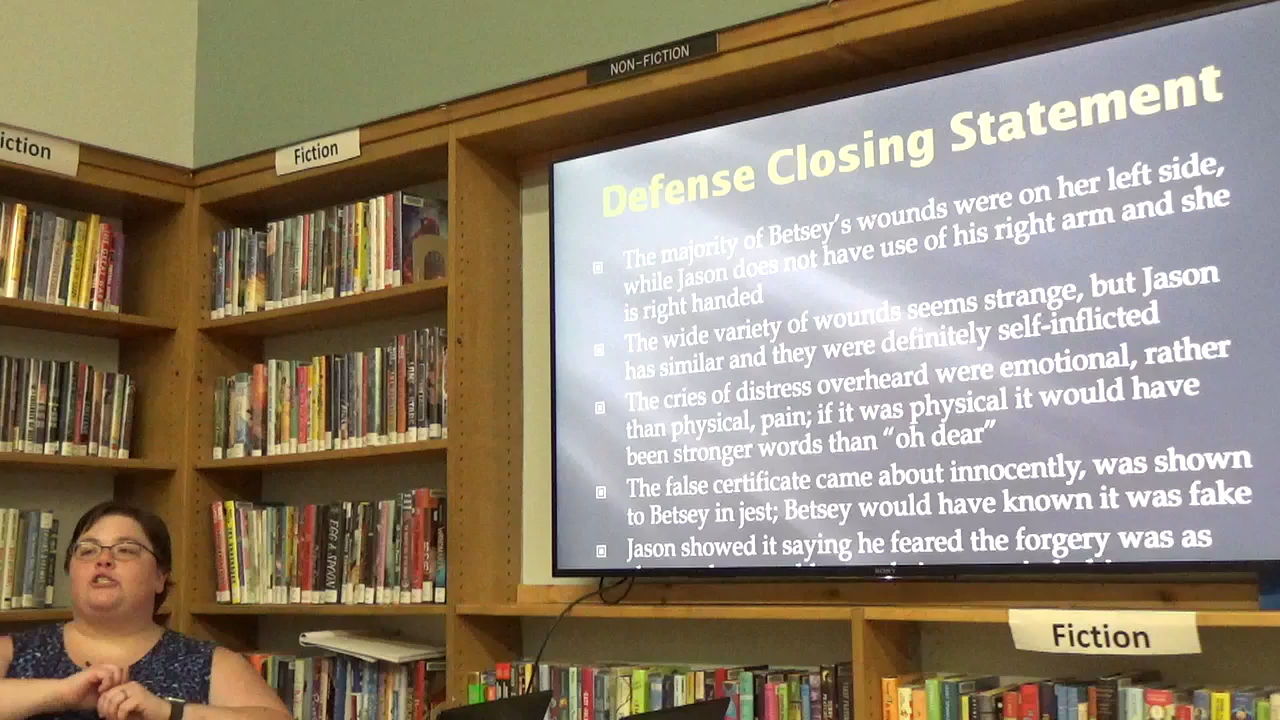 NON-FICTION
iction
Fiction
Defense Closing Statement
The majority of Betsey's wounds were on her left side,
while Jason does not have use of his right arm and she
is right handed
The wide variety of wounds seems strange, but Jason
has similar and they were definitely self-inflicted
The cries of distress overheard were emotional, rather
than physical, pain; if it was physical it would have
been stronger words than "oh dear"
The false certificate came about innocently, was shown
to Betsey in jest; Betsey would have known it was fake
Jason showed it saying he feared the forgery was as
SONY
Fiction